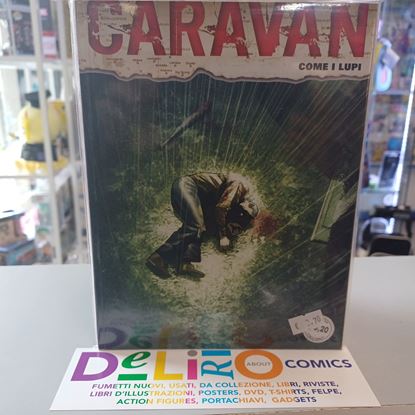 CARAVAN
COME I LUPI
DeLiRiO ABOUT COMICS
FUMETTI NUOVI, USATI, DA COLLEZIONE, LIBRI, RIVISTE,
LIBRI D'ILLUSTRAZIONI, POSTERS, DVD, T-SHIRTS, FELPE,
ACTION FIGURES, PORTACHIAVI, GADGETS